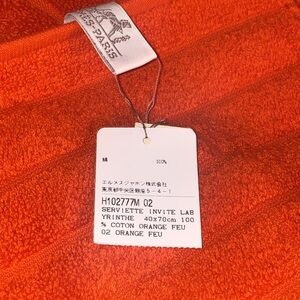 HERMÈS-PARIS
綿 100%
エルメスジャポン株式会社
東京都中央区銀座5-4-1
H102777M 02
SERVIETTE INVITE LAB
YRINTHE 40x70cm 100
% COTON ORANGE FEU
02 ORANGE FEU